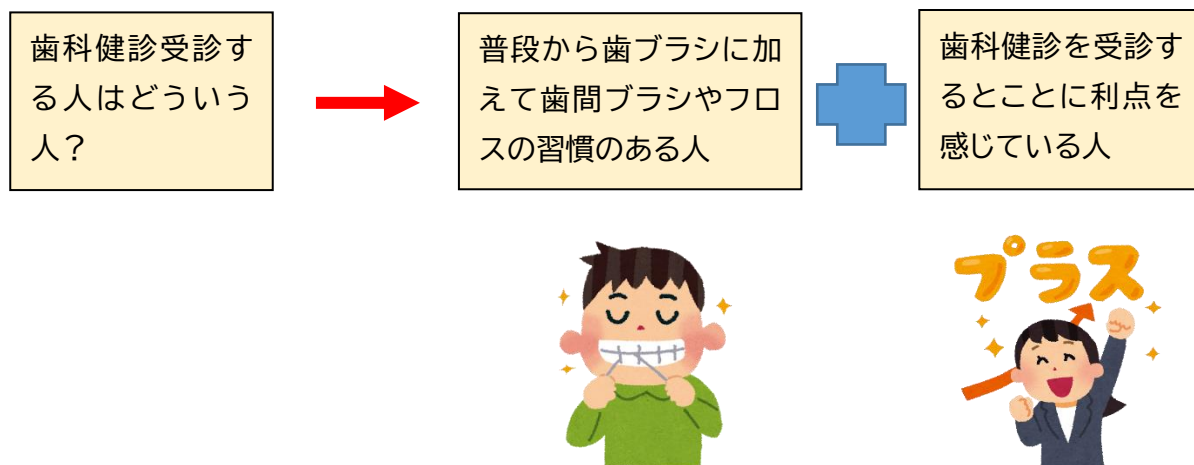 歯科健診受診す
る人はどういう
人？
普段から歯ブラシに加
えて歯間ブラシやフロ
スの習慣のある人
歯科健診を受診す
るとことに利点を
感じている人
プラス